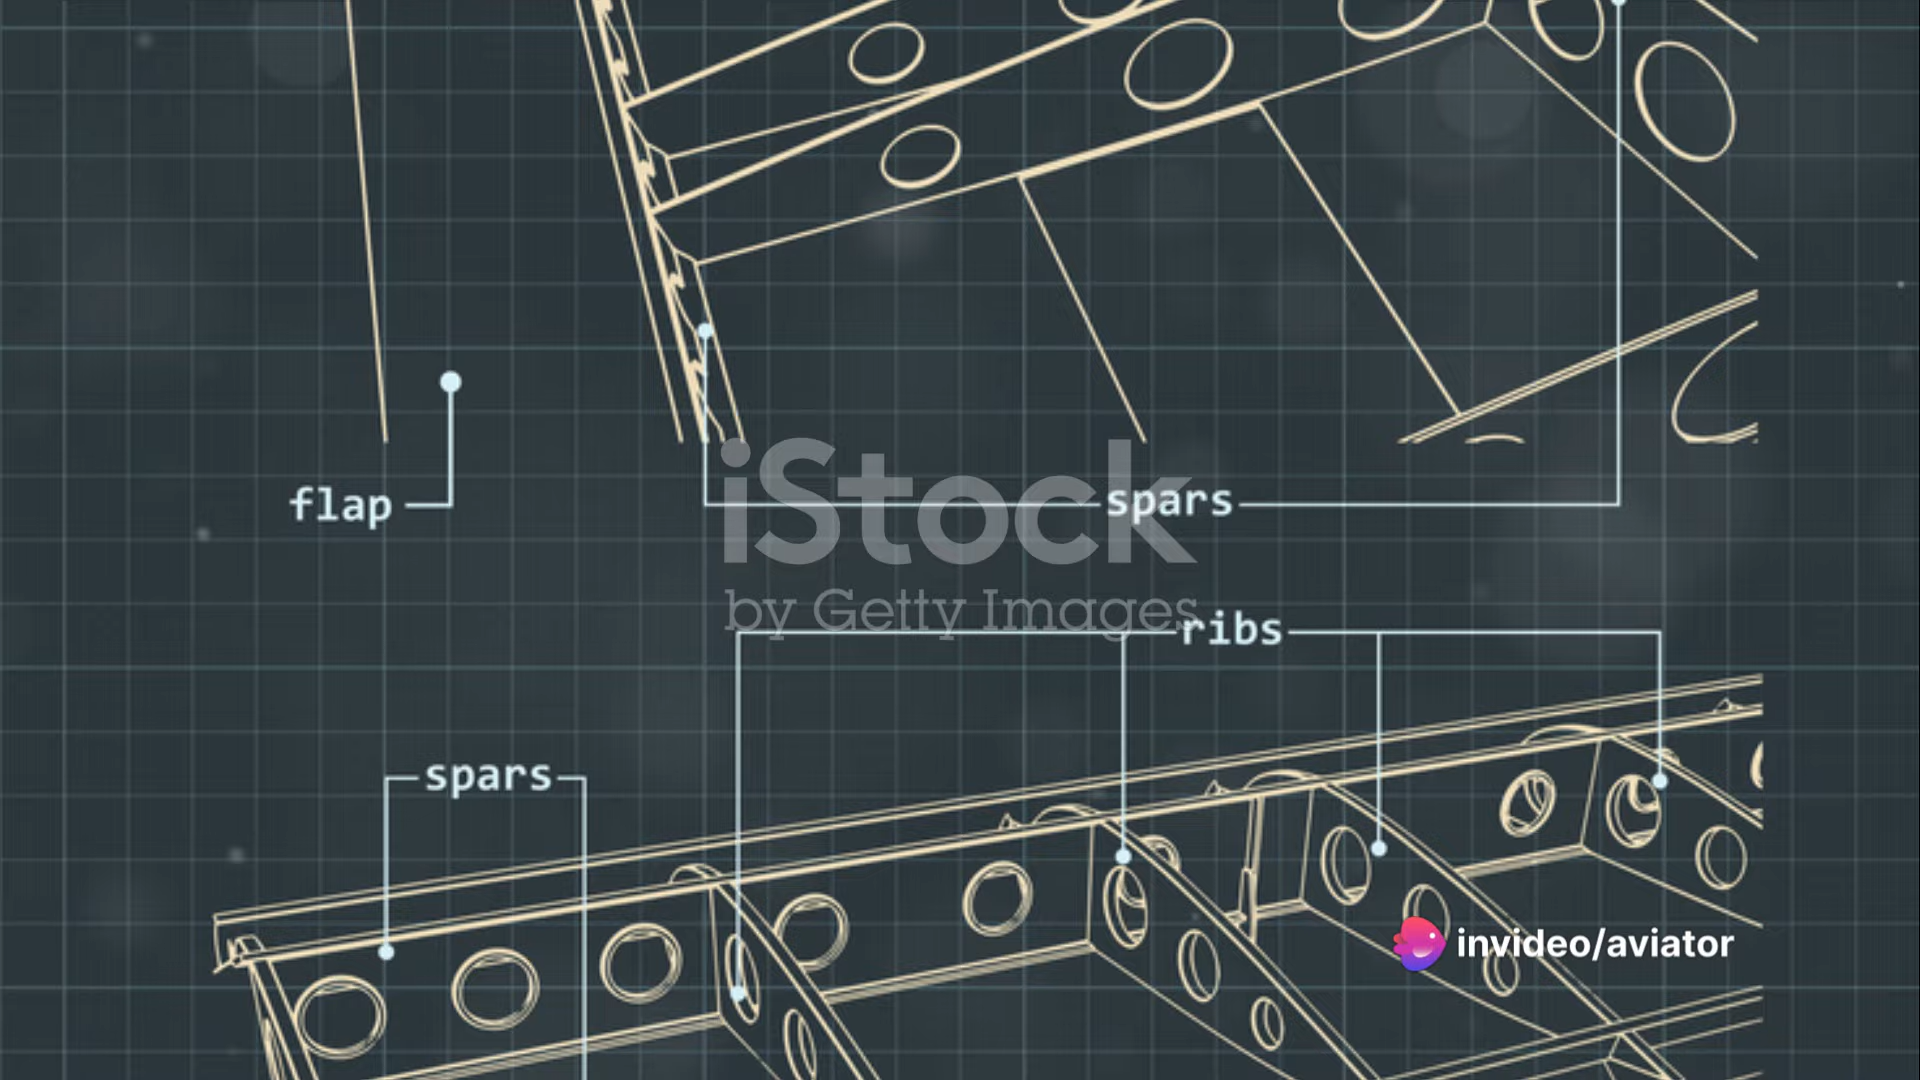 flap
spars
iStock
by Getty Images
ribs
spars
invideo/aviator